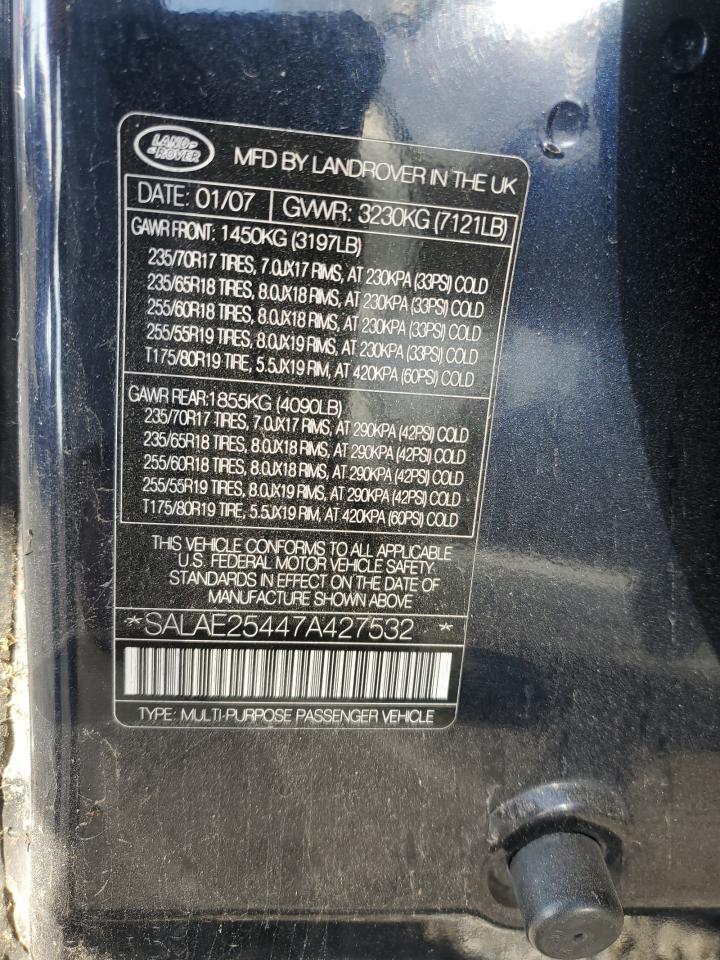 LAND ROVER
MFD BY LANDROVER IN THE UK
DATE: 01/07 GVWR: 3230KG (7121LB)
GAWR FRONT: 1450KG (3197LB)
235/70R17 TIRES, 7.0JX17 RIMS, AT 230KPA (33PSI) COLD
235/65R18 TIRES, 8.0JX18 RIMS, AT 230KPA (33PSI) COLD
255/60R18 TIRES, 8.0JX18 RIMS, AT 230KPA (33PSI) COLD
255/55R19 TIRES, 8.0JX19 RIMS, AT 230KPA (33PSI) COLD
T175/80R19 TIRE, 5.5JX19 RIM, AT 420KPA (60PSI) COLD
GAWR REAR: 1855KG (4090LB)
235/70R17 TIRES, 7.0JX17 RIMS, AT 290KPA (42PSI) COLD
235/65R18 TIRES, 8.0JX18 RIMS, AT 290KPA (42PSI) COLD
255/60R18 TIRES, 8.0JX18 RIMS, AT 290KPA (42PSI) COLD
255/55R19 TIRES, 8.0JX19 RIMS, AT 290KPA (42PSI) COLD
T175/80R19 TIRE, 5.5JX19 RIM, AT 420KPA (60PSI) COLD
THIS VEHICLE CONFORMS TO ALL APPLICABLE
U.S. FEDERAL MOTOR VEHICLE SAFETY
STANDARDS IN EFFECT ON THE DATE OF
MANUFACTURE SHOWN ABOVE
*SALAE25447A427532 *
TYPE: MULTI-PURPOSE PASSENGER VEHICLE